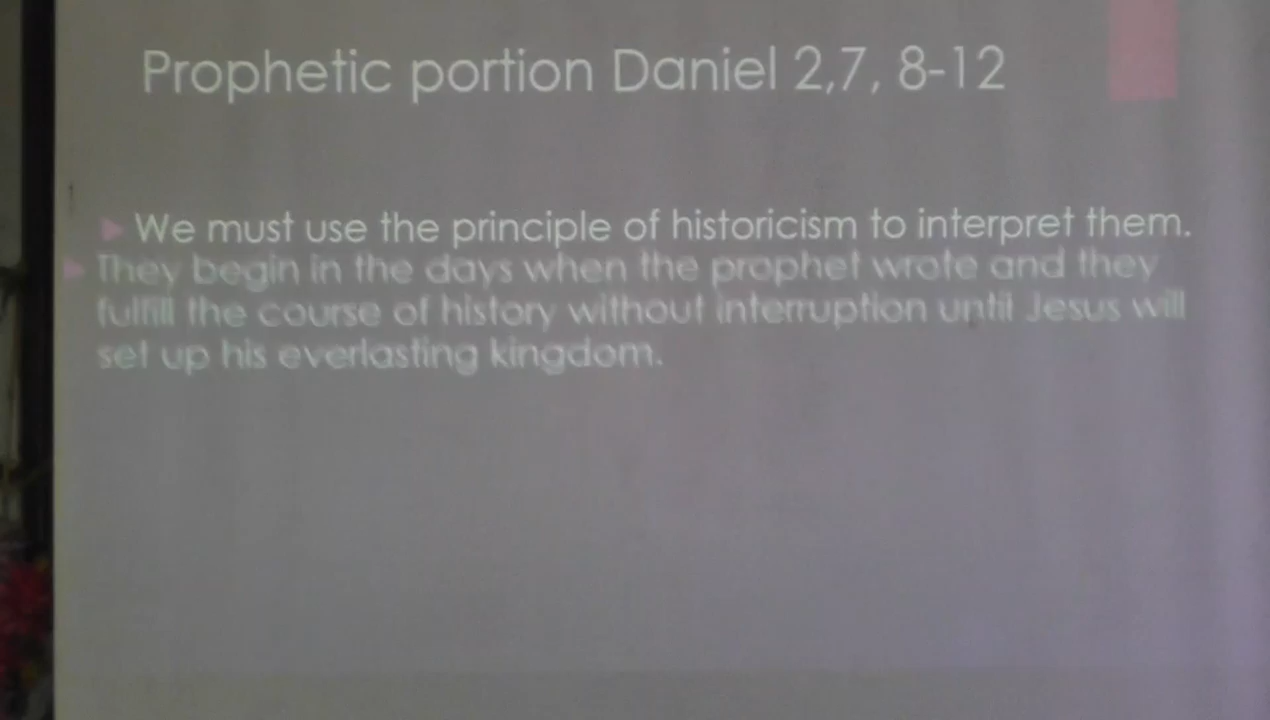 Prophetic portion Daniel 2,7, 8-12
We must use the principle of historicism to interpret them.
They begin in the days when the prophet wrote and they
fulfill the course of history without interruption until Jesus will
set up his everlasting kingdom.